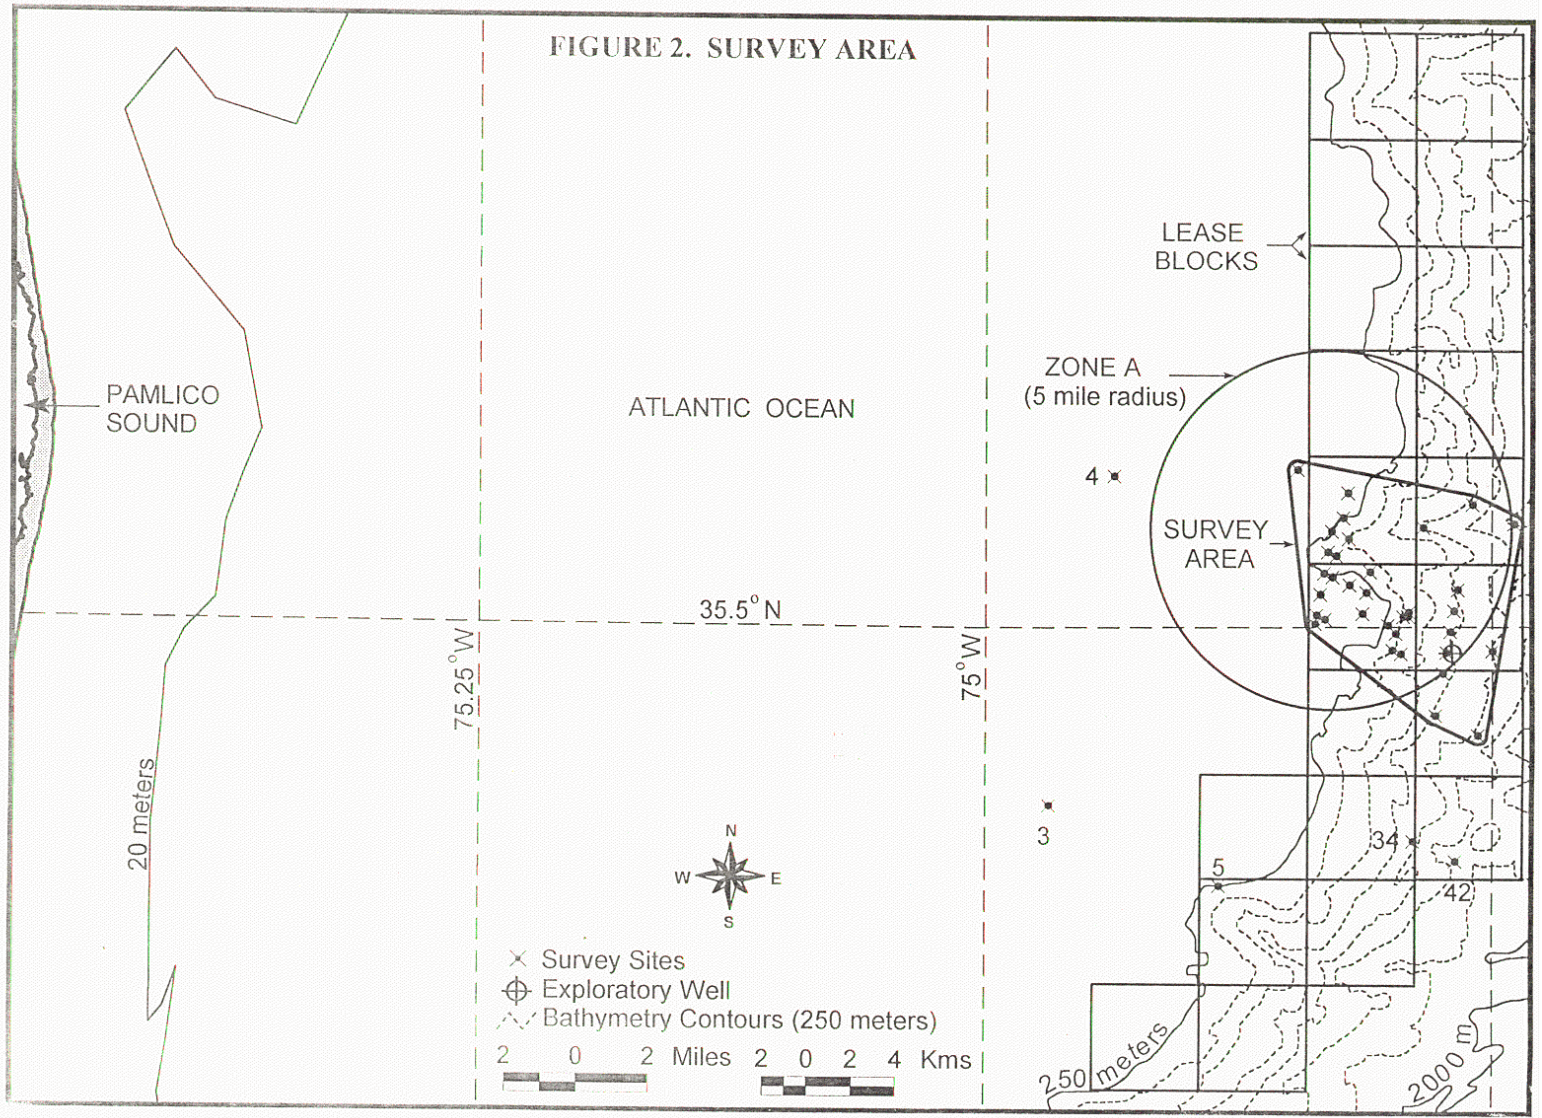 FIGURE 2. SURVEY AREA
LEASE
BLOCKS
ZONE A
(5 mile radius)
PAMLICO
SOUND
ATLANTIC OCEAN
4
SURVEY
AREA
35.5°N
75.25°W
75°W
20 meters
3
34
5
42
N
W
E
S
Survey Sites
Exploratory Well
Bathymetry Contours (250 meters)
2 0 2 Miles 2 0 2 4 Kms
250 meters
2000 m